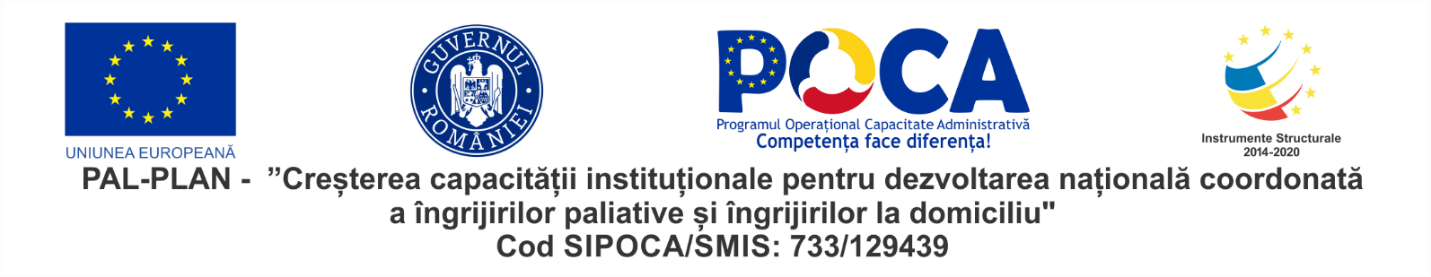 UNIUNEA EUROPEANĂ
GUVERNUL ROMÂNIEI
POCA
Programul Operațional Capacitate Administrativă
Competența face diferența!
Instrumente Structurale
2014-2020
PAL-PLAN - ”Creșterea capacității instituționale pentru dezvoltarea națională coordonată
a îngrijirilor paliative și îngrijirilor la domiciliu"
Cod SIPOCA/SMIS: 733/129439